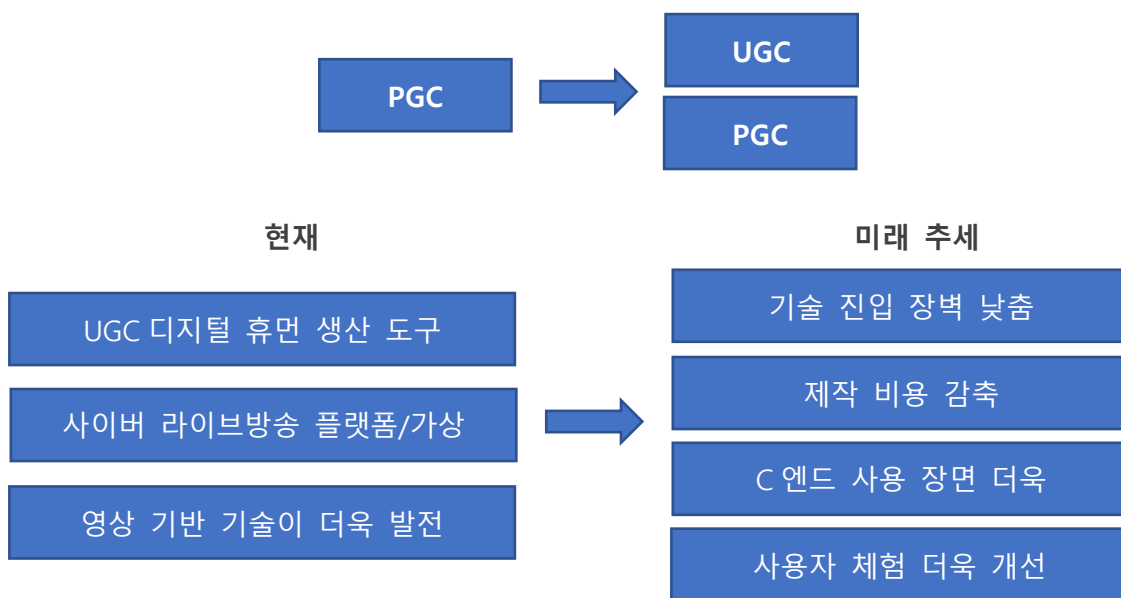 PGC
UGC
PGC
현재
미래 추세
UGC 디지털 휴먼 생산 도구
사이버 라이브방송 플랫폼/가상
영상 기반 기술이 더욱 발전
기술 진입 장벽 낮춤
제작 비용 감축
C 엔드 사용 장면 더욱
사용자 체험 더욱 개선